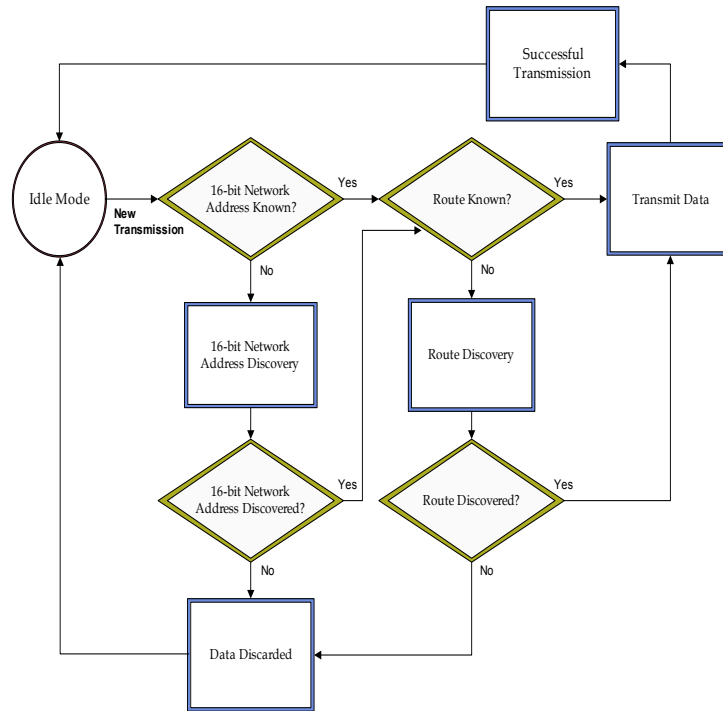 Successful
Transmission
Idle Mode
New
Transmission
16-bit Network
Address Known?
Yes
Route Known?
Yes
Transmit Data
No
No
16-bit Network
Address Discovery
Route Discovery
16-bit Network
Address Discovered?
Yes
Route Discovered?
Yes
No
No
Data Discarded